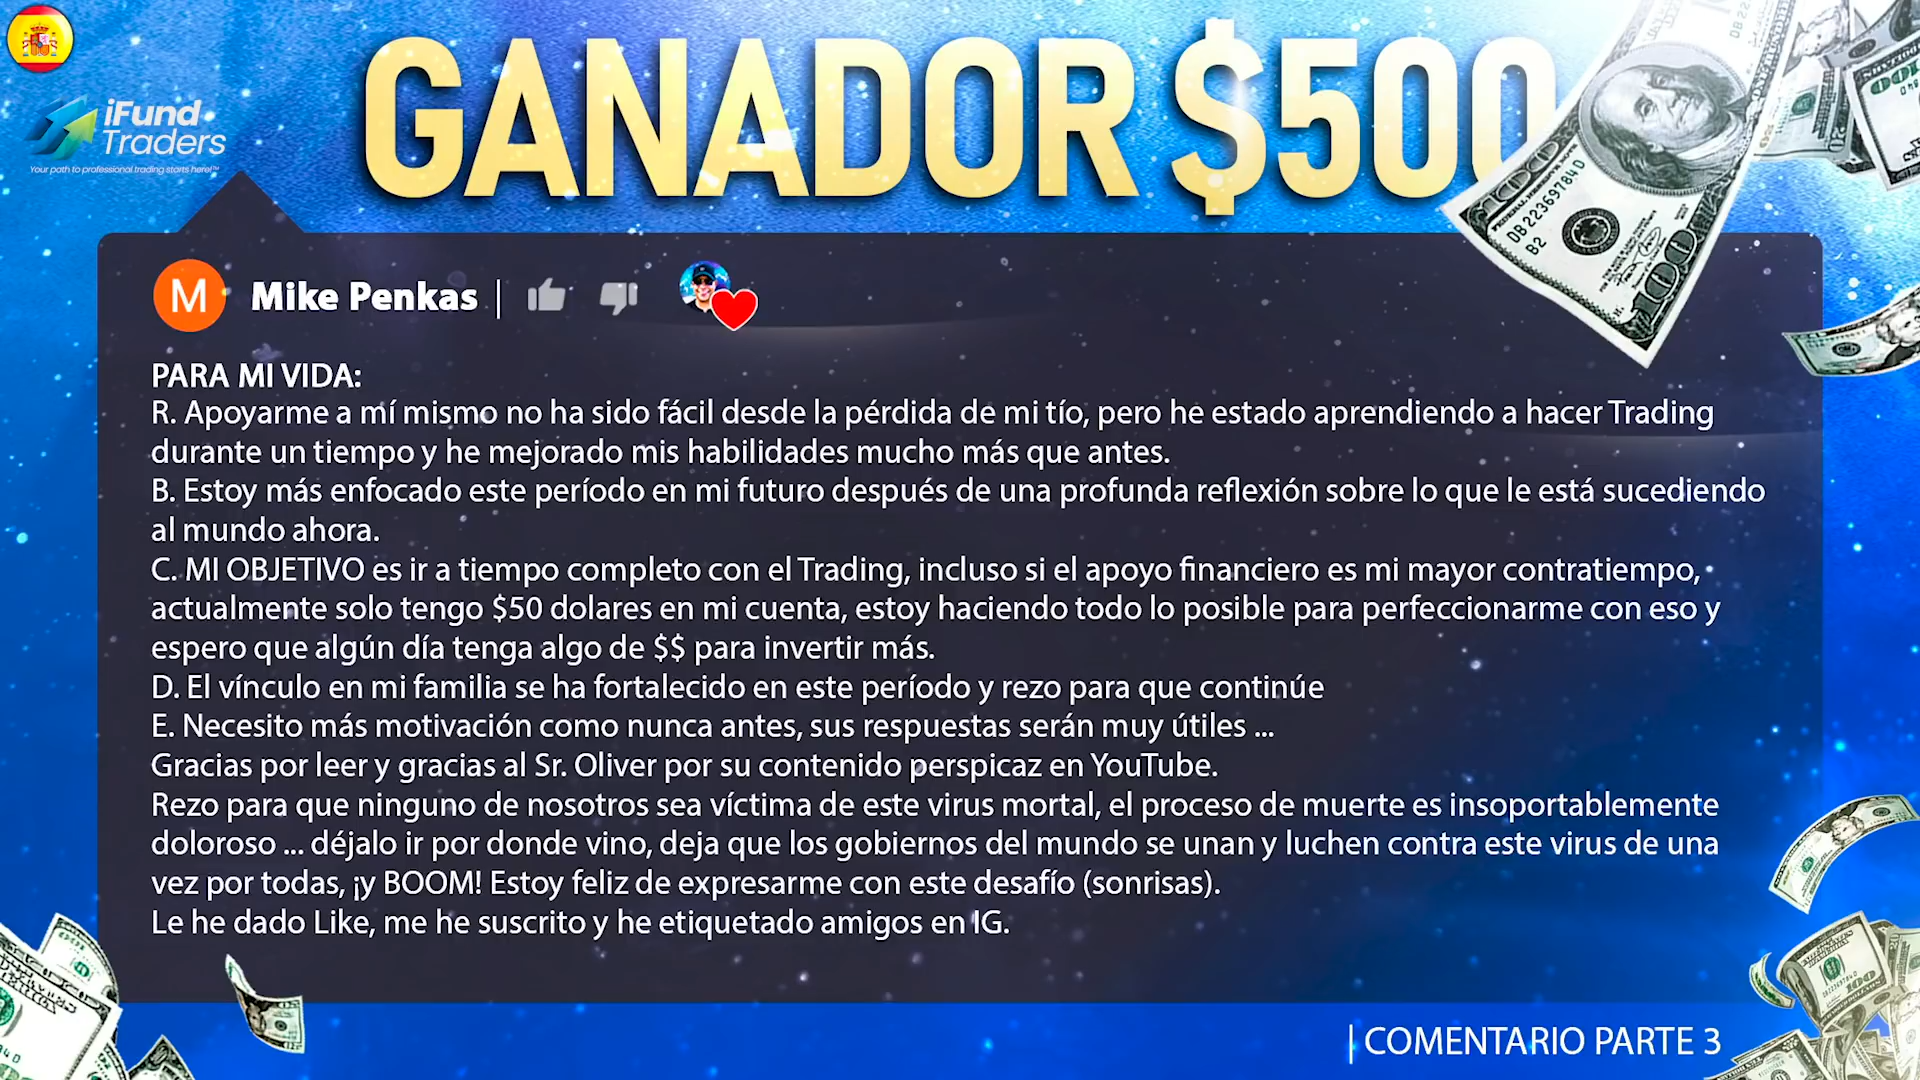 GANADOR $500
iFund
Traders
Your path to professional trading starts here!™
M
Mike Penkas |
PARA MI VIDA:
R. Apoyarme a mí mismo no ha sido fácil desde la pérdida de mi tío, pero he estado aprendiendo a hacer Trading
durante un tiempo y he mejorado mis habilidades mucho más que antes.
B. Estoy más enfocado este período en mi futuro después de una profunda reflexión sobre lo que le está sucediendo
al mundo ahora.
C. MI OBJETIVO es ir a tiempo completo con el Trading, incluso si el apoyo financiero es mi mayor contratiempo,
actualmente solo tengo $50 dolares en mi cuenta, estoy haciendo todo lo posible para perfeccionarme con eso y
espero que algún día tenga algo de $$ para invertir más.
D. El vínculo en mi familia se ha fortalecido en este período y rezo para que continúe
E. Necesito más motivación como nunca antes, sus respuestas serán muy útiles ...
Gracias por leer y gracias al Sr. Oliver por su contenido perspicaz en YouTube.
Rezo para que ninguno de nosotros sea víctima de este virus mortal, el proceso de muerte es insoportablemente
doloroso ... déjalo ir por donde vino, deja que los gobiernos del mundo se unan y luchen contra este virus de una
vez por todas, ¡y BOOM! Estoy feliz de expresarme con este desafío (sonrisas).
Le he dado Like, me he suscrito y he etiquetado amigos en IG.
| COMENTARIO PARTE 3
DB22369784D
B2
100